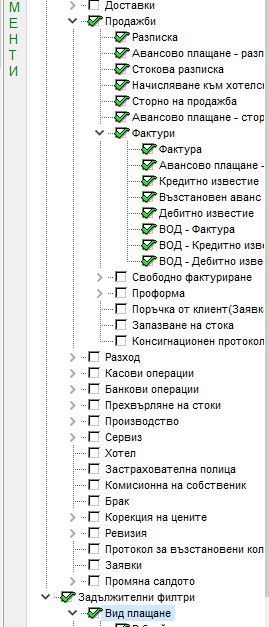 М
Е
Н
Т
И
Доставки
Продажби
Разписка
Авансово плащане - разп
Стокова разписка
Начисляване към хотелс
Сторно на продажба
Авансово плащане - стор
Фактури
Фактура
Авансово плащане -
Кредитно известие
Възстановен аванс
Дебитно известие
ВОД - Фактура
ВОД - Кредитно изве
ВОД - Дебитно изве
Свободно фактуриране
Проформа
Поръчка от клиент(Заявка
Запазване на стока
Консигнационен протокол
Разход
Касови операции
Банкови операции
Прехвърляне на стоки
Производство
Сервиз
Хотел
Застрахователна полица
Комисионна на собственик
Брак
Корекция на цените
Ревизия
Протокол за възстановени кол
Заявки
Промяна салдото
Задължителни филтри
Вид плащане